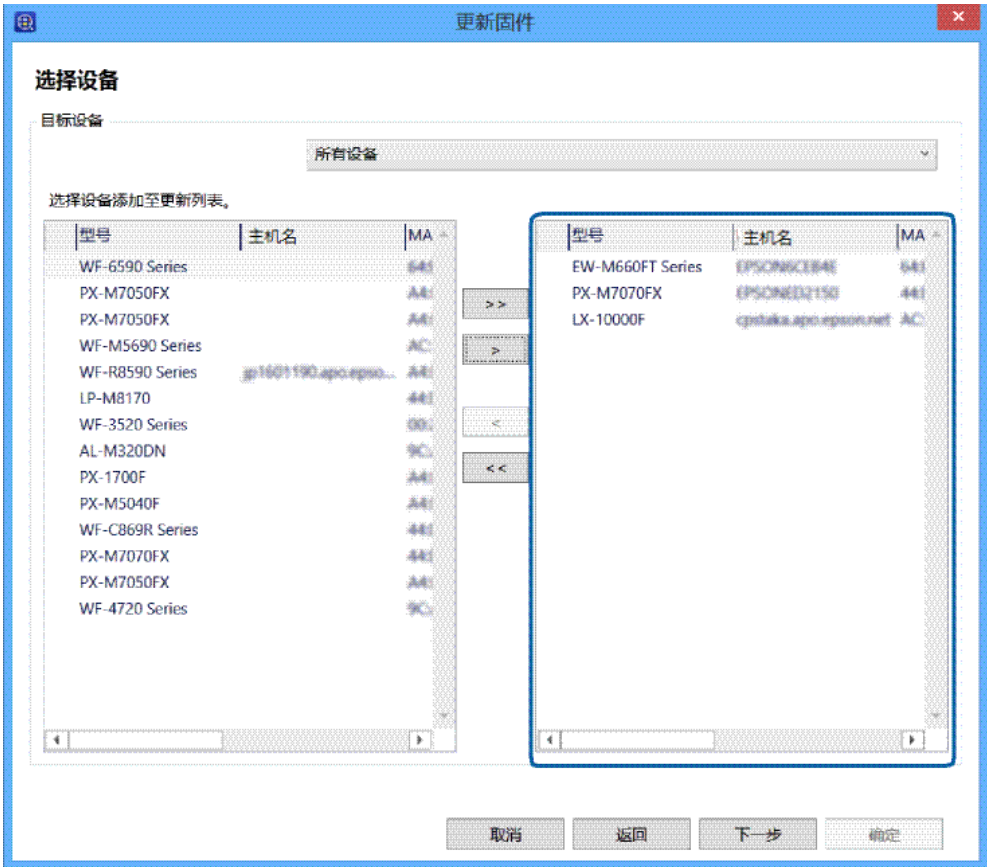 更新固件
×
选择设备
目标设备
所有设备
选择设备添加至更新列表。
型号 主机名 MA
WF-6590 Series
PX-M7050FX
PX-M7050FX
WF-M5690 Series
WF-R8590 Series
LP-M8170
WF-3520 Series
AL-M320DN
PX-1700F
PX-M5040F
WF-C869R Series
PX-M7070FX
PX-M7050FX
WF-4720 Series
>>
>
<
<<
型号 主机名 MA
EW-M660FT Series
PX-M7070FX
LX-10000F
取消 返回 下一步 确定